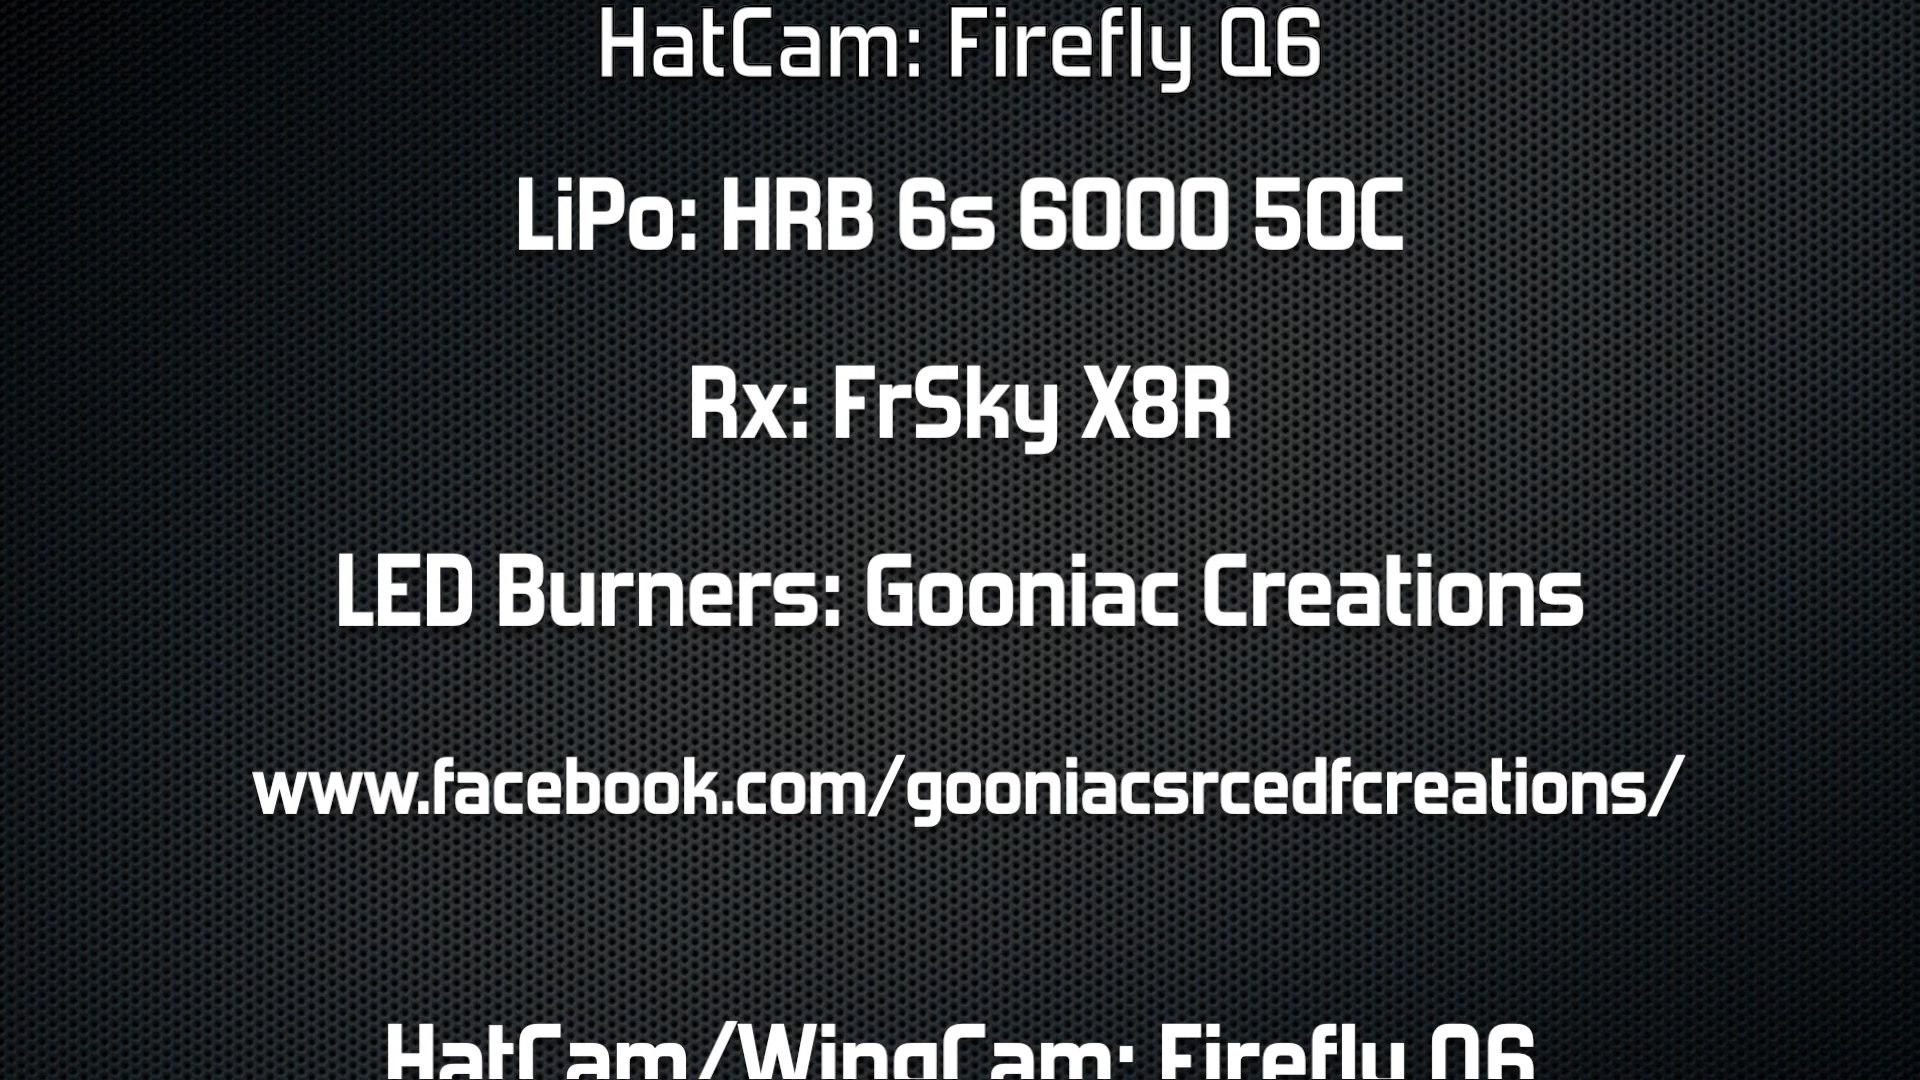 HatCam: Firefly Q6
LiPo: HRB 6s 6000 50C
Rx: FrSky X8R
LED Burners: Gooniac Creations
www.facebook.com/gooniacsrcedfcreations/
HatCam/WingCam: Firefly Q6